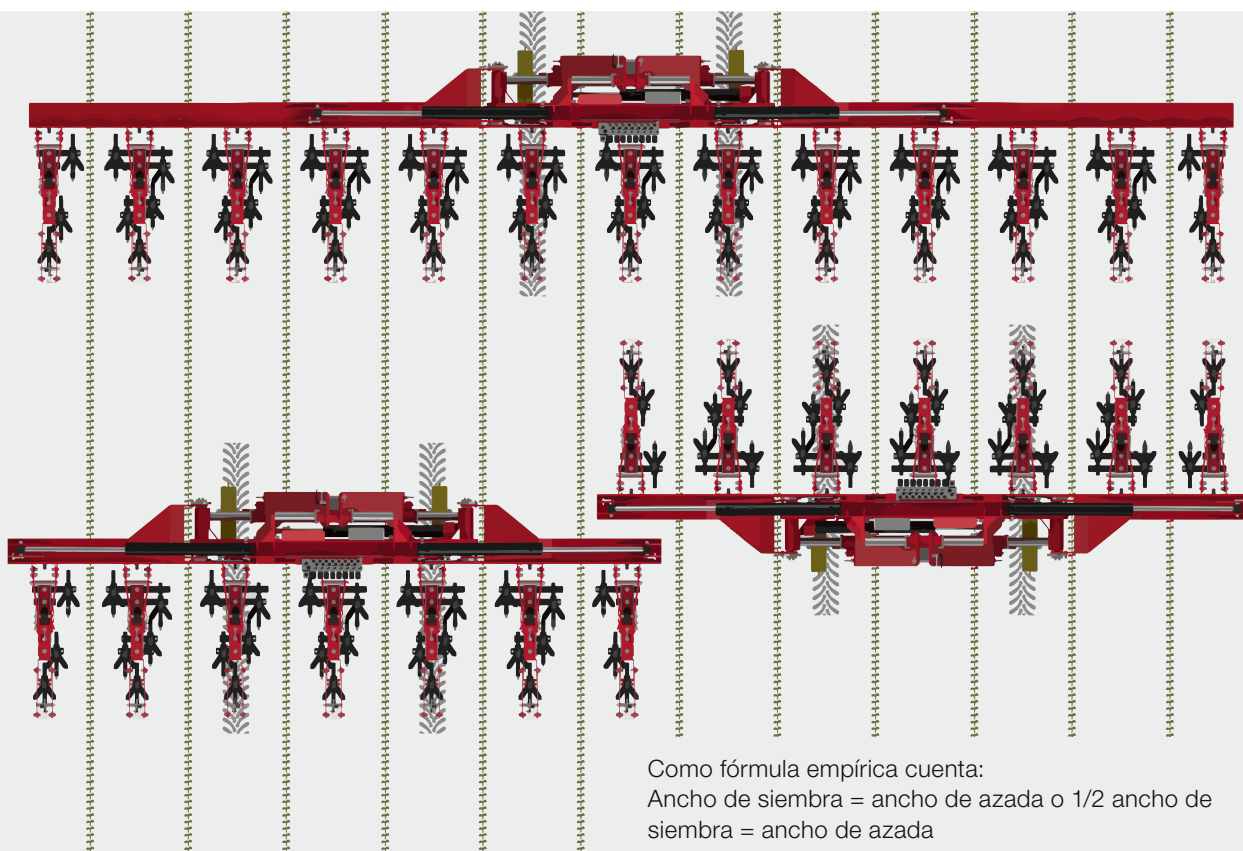 Como fórmula empírica cuenta:
Ancho de siembra = ancho de azada o 1/2 ancho de
siembra = ancho de azada